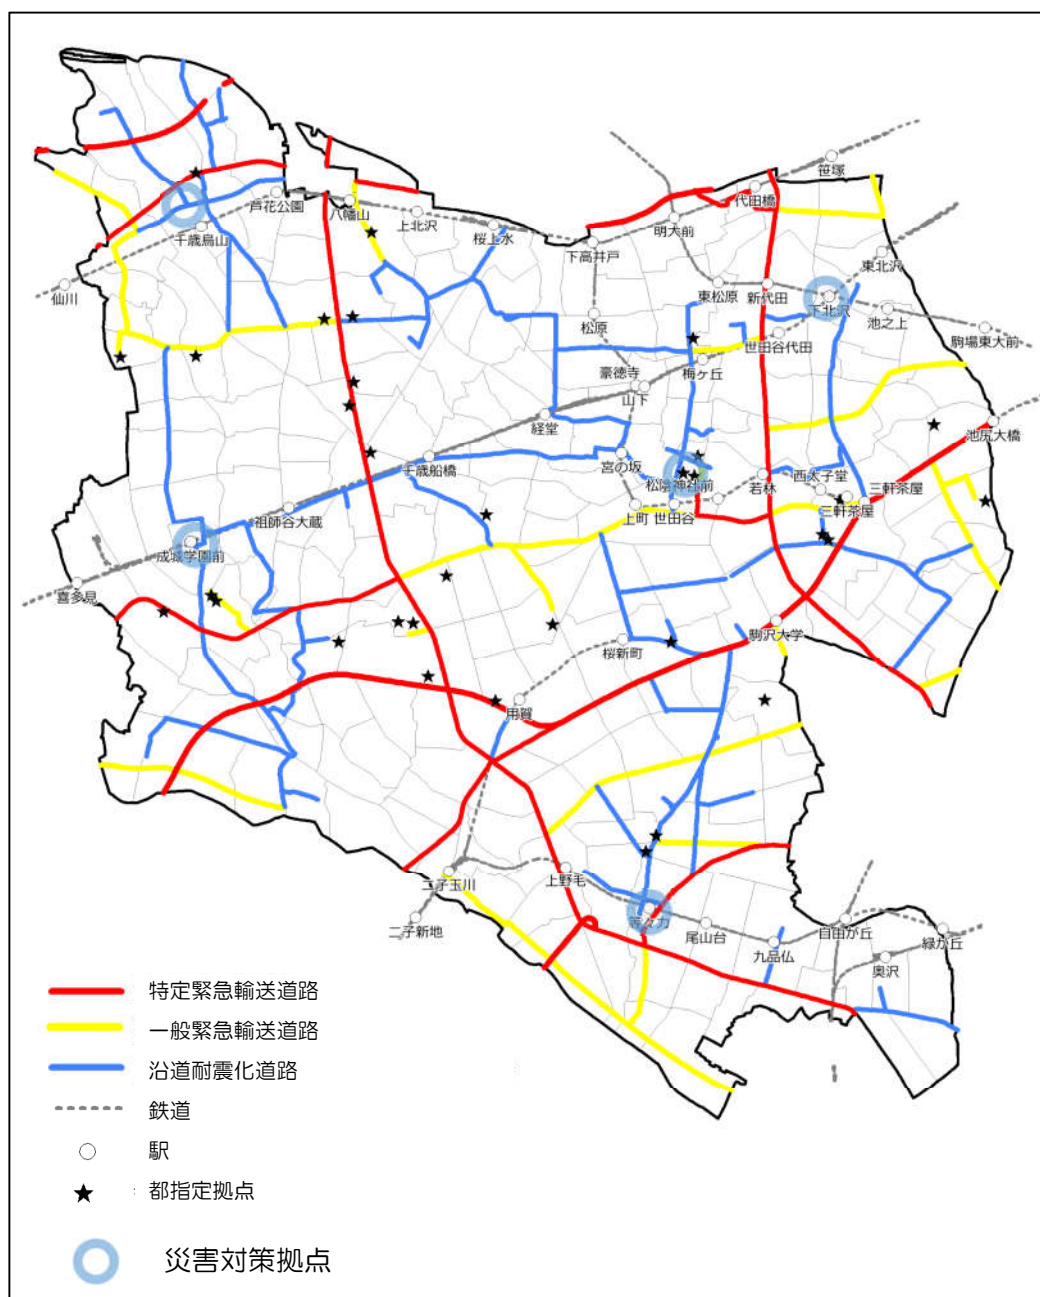 笹塚
代田橋
芦花公園
八幡山
上北沢
桜上水
明大前
千歳烏山
下高井戸
東北沢
仙川
東松原
新代田
下北沢
池之上
松原
世田谷代田
駒場東大前
豪徳寺
梅ヶ丘
山下
経堂
池尻大橋
宮の坂
千歳船橋
松陰神社前
若林
西太子堂
三軒茶屋
三軒茶屋
祖師谷大蔵
上町
世田谷
成城学園前
喜多見
駒沢大学
桜新町
用賀
二子玉川
上野毛
二子新地
等々力
尾山台
九品仏
自由が丘
緑が丘
奥沢
特定緊急輸送道路
一般緊急輸送道路
沿道耐震化道路
鉄道
駅
都指定拠点
災害対策拠点